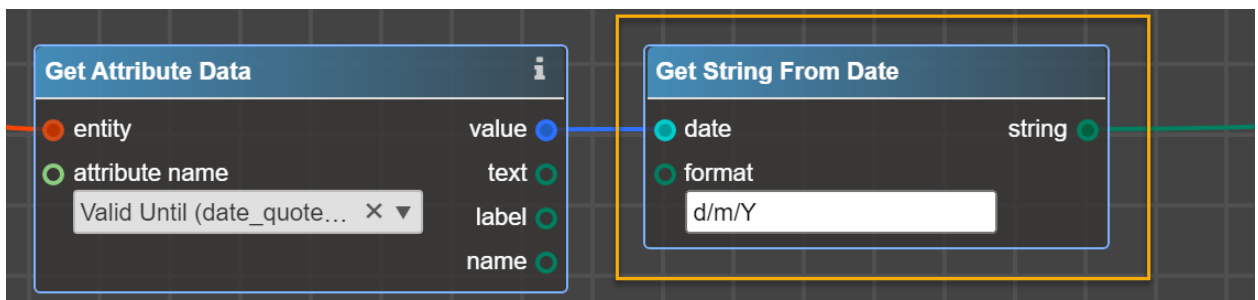 Get Attribute Data i
entity
value
attribute name
text
Valid Until (date_quote... × ▼
label
name
Get String From Date
date
string
format
d/m/Y